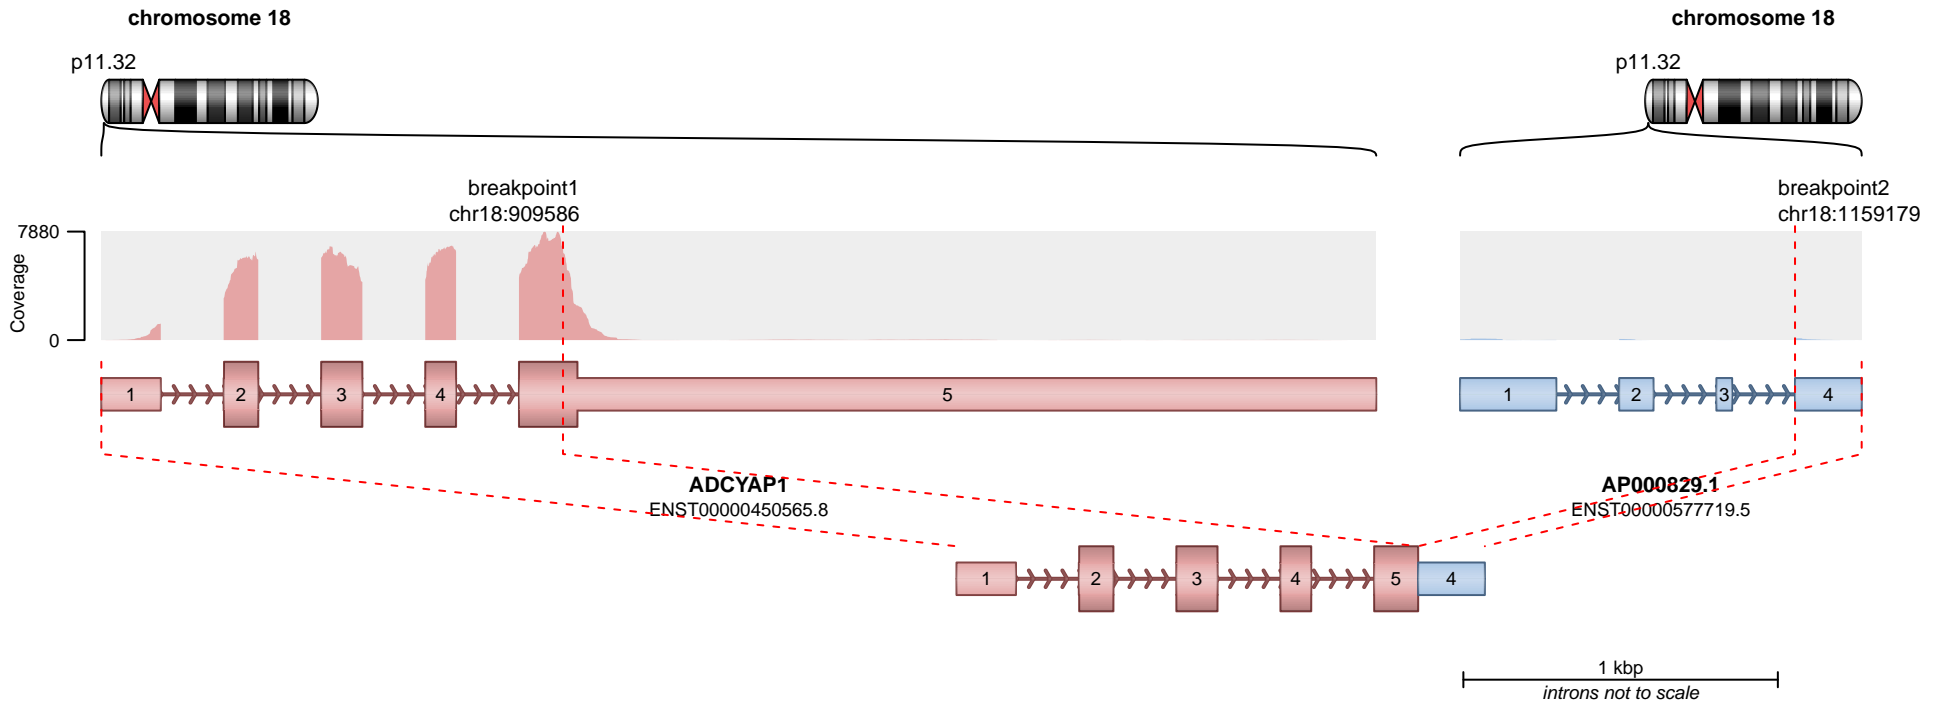 chromosome 18
chromosome 18
p11.32
p11.32
breakpoint1
chr18:909586
breakpoint2
chr18:1159179
7880
Coverage
0
1 2 3 4 5
1 2 3 4
ADCYAP1
ENST00000450565.8
AP000829.1
ENST00000577719.5
1 2 3 4 5 4
1 kbp
introns not to scale